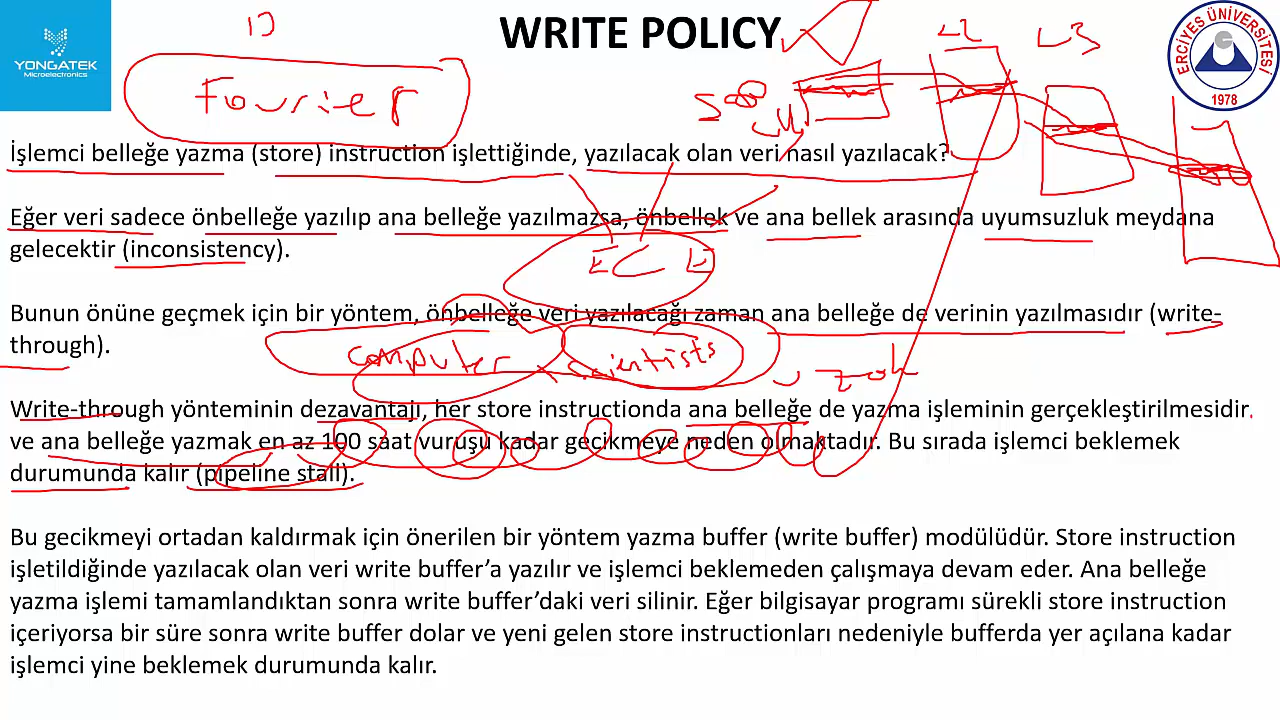 WRITE POLICY
YONGATEK
Microelectronics
ERCİYES ÜNİVERSİTESİ
1978
Fourier
L2
L3
İşlemci belleğe yazma (store) instruction işlettiğinde, yazılacak olan veri nasıl yazılacak?
Eğer veri sadece önbelleğe yazılıp ana belleğe yazılmazsa, önbellek ve ana bellek arasında uyumsuzluk meydana
gelecektir (inconsistency).
ECE
Bunun önüne geçmek için bir yöntem, önbelleğe veri yazılacağı zaman ana belleğe de verinin yazılmasıdır (write-
through).
computer scientists
Write-through yönteminin dezavantajı, her store instructionda ana belleğe de yazma işleminin gerçekleştirilmesidir.
ve ana belleğe yazmak en az 100 saat vuruşu kadar gecikmeye neden olmaktadır. Bu sırada işlemci beklemek
durumunda kalır (pipeline stall).
Bu gecikmeyi ortadan kaldırmak için önerilen bir yöntem yazma buffer (write buffer) modülüdür. Store instruction
işletildiğinde yazılacak olan veri write buffer’a yazılır ve işlemci beklemeden çalışmaya devam eder. Ana belleğe
yazma işlemi tamamlandıktan sonra write buffer’daki veri silinir. Eğer bilgisayar programı sürekli store instruction
içeriyorsa bir süre sonra write buffer dolar ve yeni gelen store instructionları nedeniyle bufferda yer açılana kadar
işlemci yine beklemek durumunda kalır.